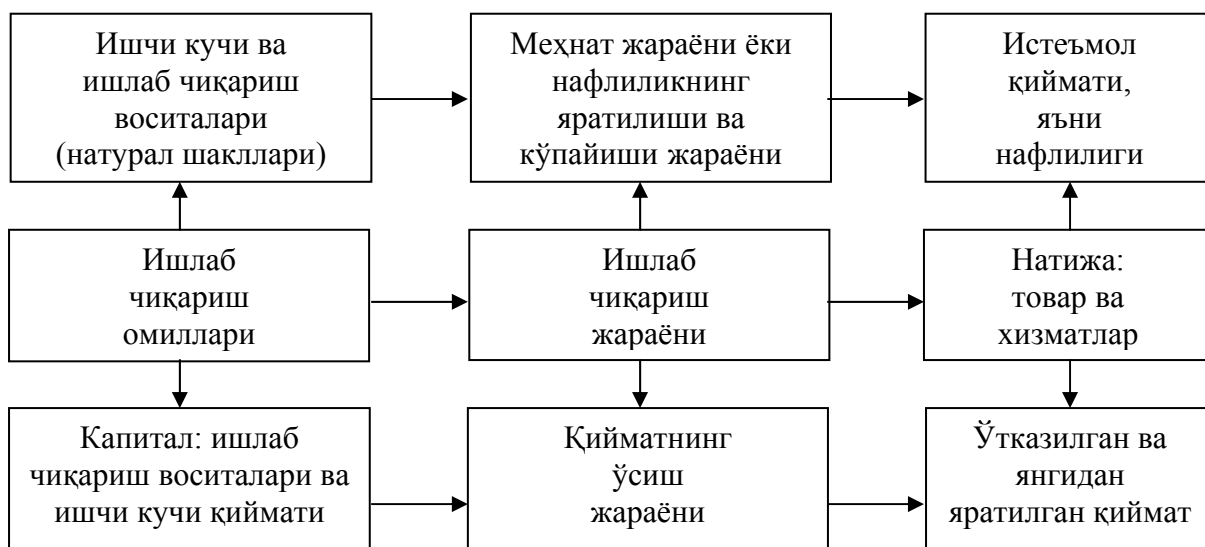 Ишчи кучи ва
ишлаб чиқариш
воситалари
(натурал шакллари)
Меҳнат жараёни ёки
нафлиликнинг
яратилиши ва
кўпайиши жараёни
Истеъмол
қиймати,
яъни
нафлилиги
Ишлаб
чиқариш
омиллари
Ишлаб
чиқариш
жараёни
Натижа:
товар ва
хизматлар
Капитал: ишлаб
чиқариш воситалари ва
ишчи кучи қиймати
Қийматнинг
ўсиш
жараёни
Ўтказилган ва
янгидан
яратилган қиймат